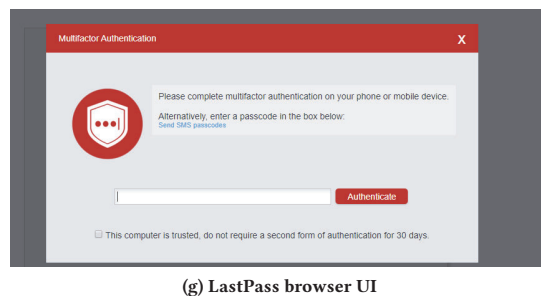 Multifactor Authentication
X
Please complete multifactor authentication on your phone or mobile device.
Alternatively, enter a passcode in the box below:
Send SMS passcodes
Authenticate
This computer is trusted, do not require a second form of authentication for 30 days.
(g) LastPass browser UI